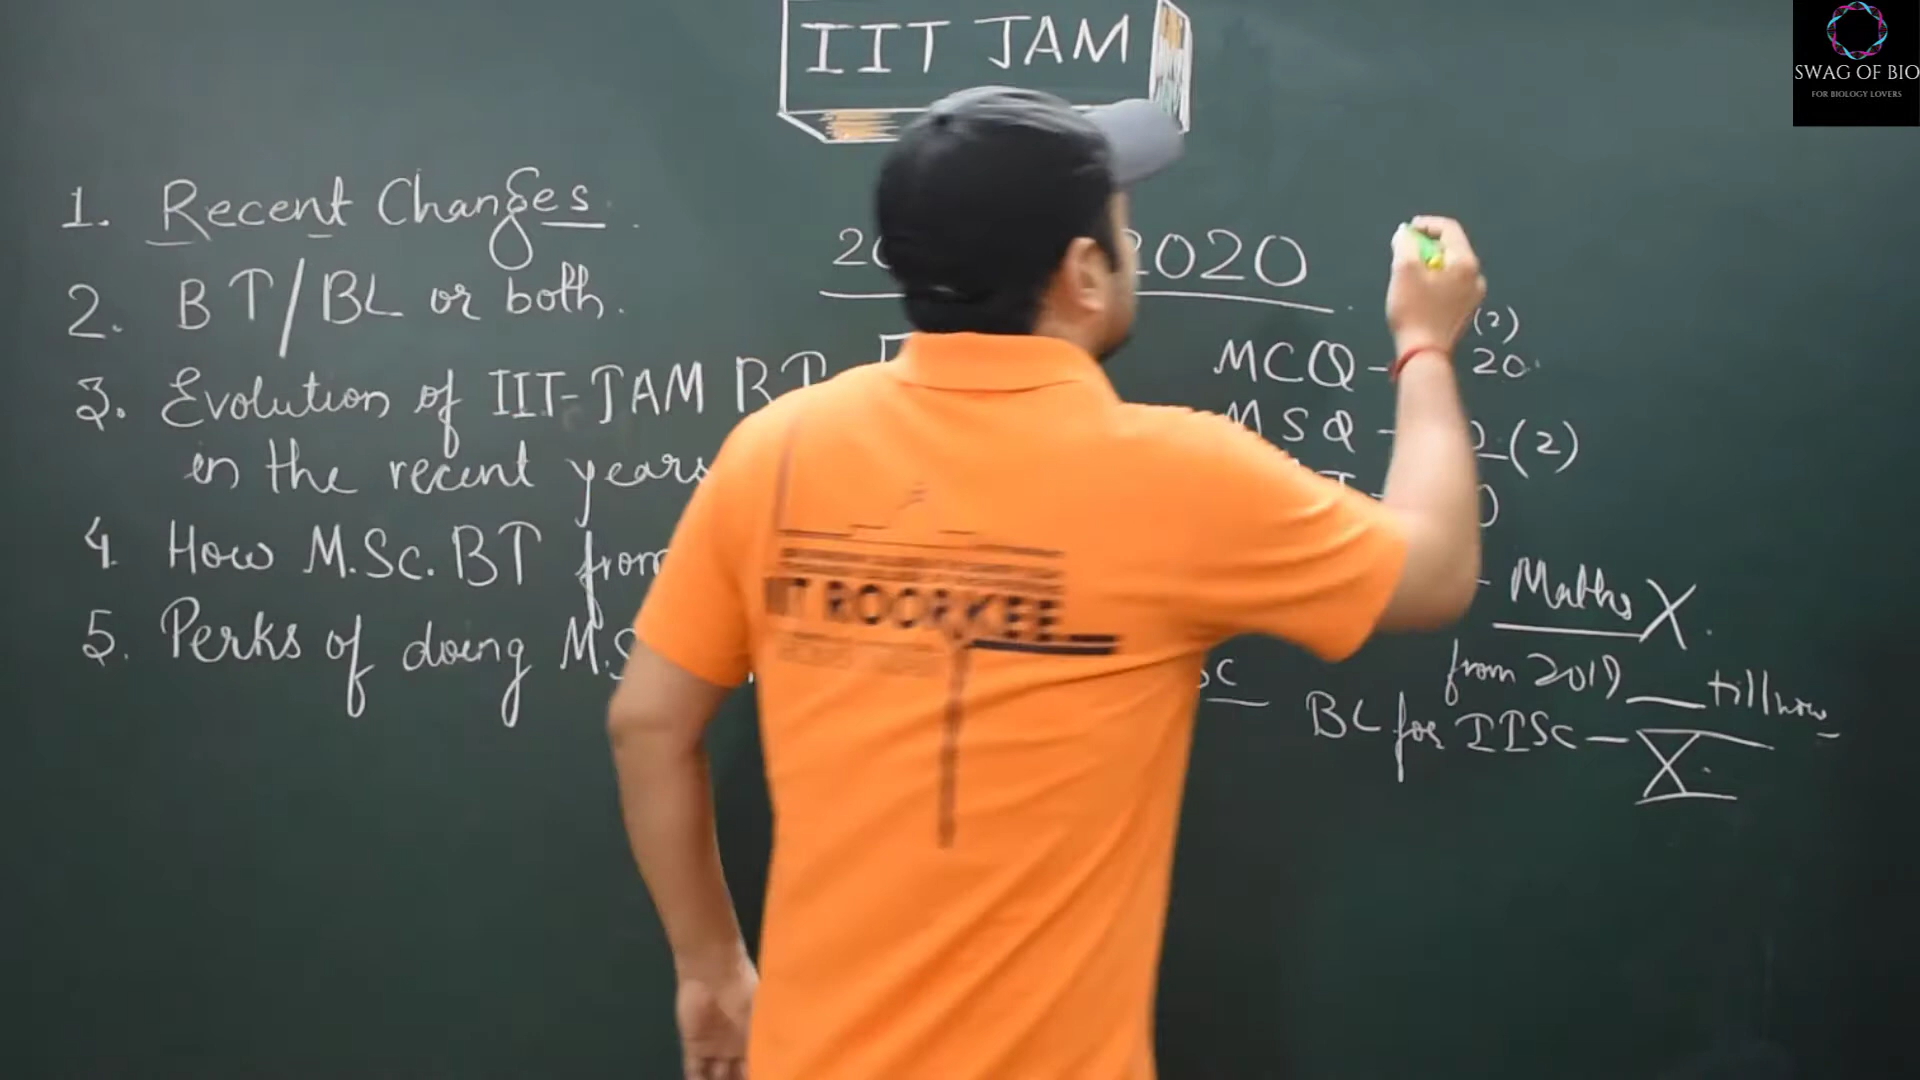 IIT JAM
SWAG OF BIO
FOR BIOLOGY LOVERS
1. Recent Changes.
2. BT/BL or both.
3. Evolution of IIT-JAM BT
in the recent years
4. How M.Sc. BT from
5. Perks of doing M.S
2020
MCQ - 20.
(2)
MSQ - (2)
- Maths X.
from 2019 __ till now
BL for IISc - X.
IIT ROORKEE